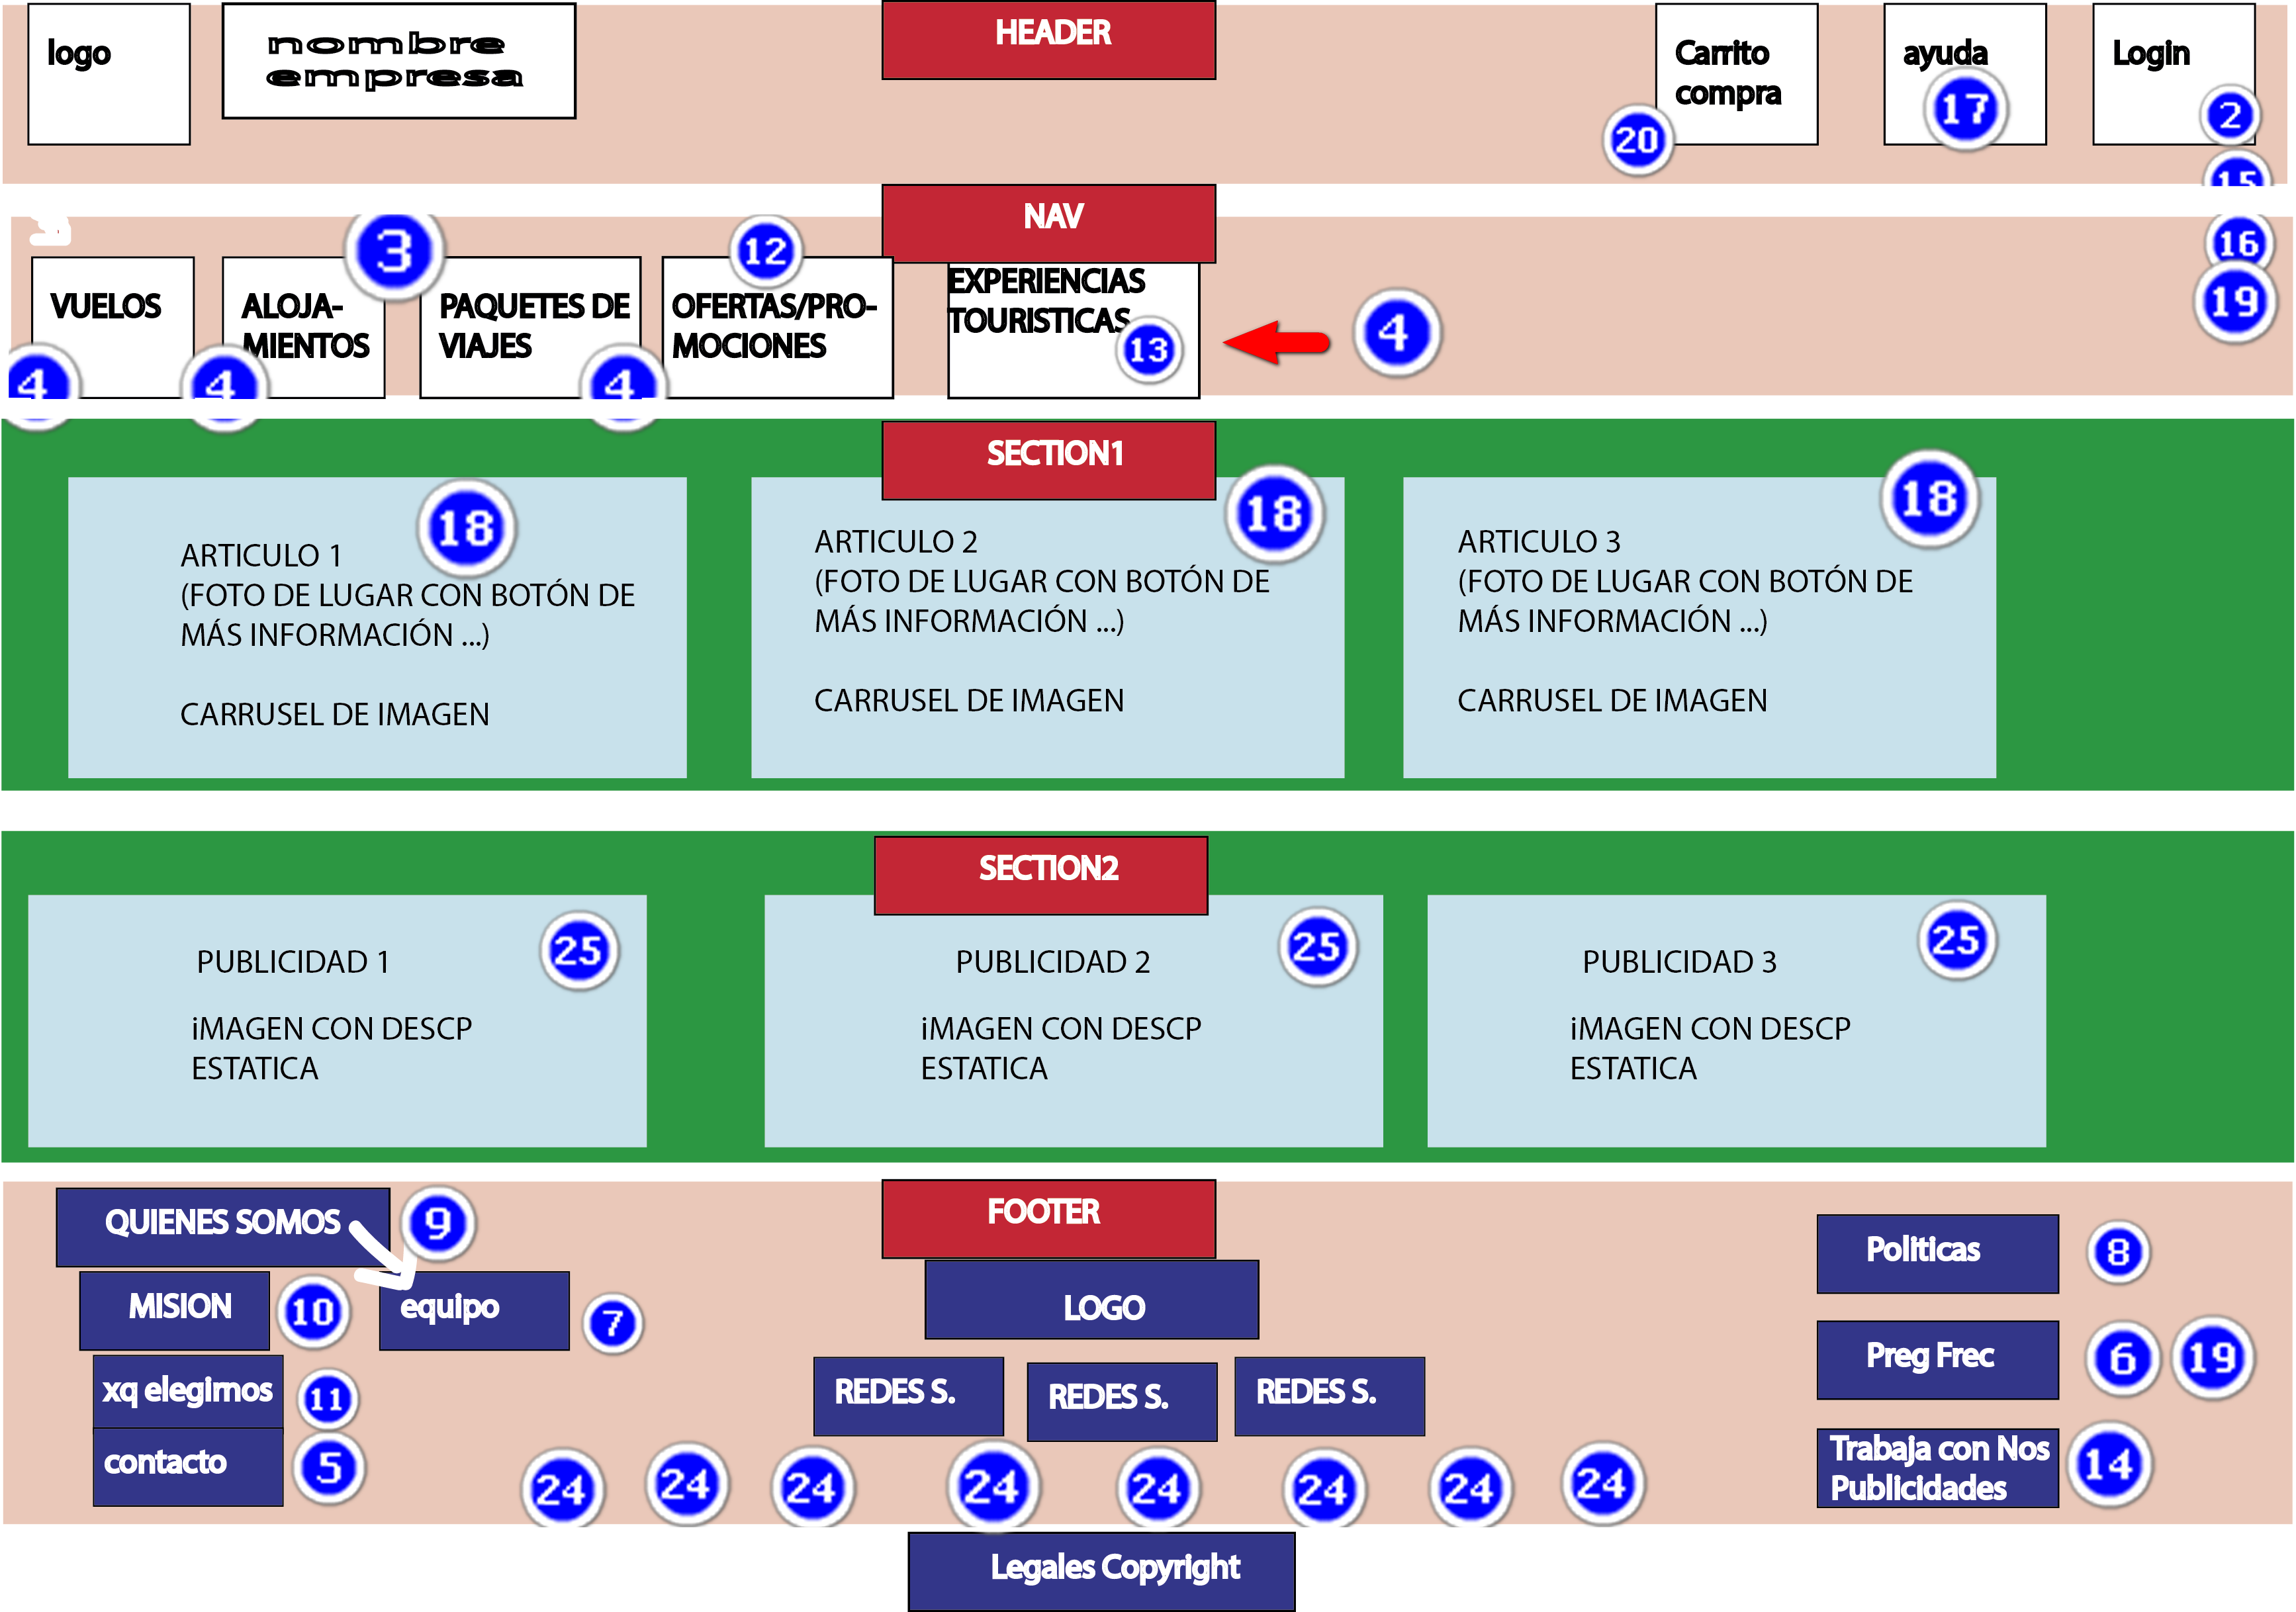 HEADER
logo
nombre
empresa
Carrito
compra
ayuda
Login
17
2
20
15
NAV
3
12
16
19
VUELOS
ALOJA-
MIENTOS
PAQUETES DE
VIAJES
OFERTAS/PRO-
MOCIONES
EXPERIENCIAS
TOURISTICAS
13
4
4
4
4
SECTION1
18
18
18
ARTICULO 1
(FOTO DE LUGAR CON BOTÓN DE
MÁS INFORMACIÓN ...)
CARRUSEL DE IMAGEN
ARTICULO 2
(FOTO DE LUGAR CON BOTÓN DE
MÁS INFORMACIÓN ...)
CARRUSEL DE IMAGEN
ARTICULO 3
(FOTO DE LUGAR CON BOTÓN DE
MÁS INFORMACIÓN ...)
CARRUSEL DE IMAGEN
SECTION2
PUBLICIDAD 1
25
iMAGEN CON DESCP
ESTATICA
PUBLICIDAD 2
25
iMAGEN CON DESCP
ESTATICA
PUBLICIDAD 3
25
iMAGEN CON DESCP
ESTATICA
FOOTER
QUIENES SOMOS
9
MISION
10
equipo
7
xq elegirnos
11
contacto
5
LOGO
REDES S.
REDES S.
REDES S.
24
24
24
24
24
24
24
24
Politicas
8
Preg Frec
6
19
Trabaja con Nos
Publicidades
14
Legales Copyright